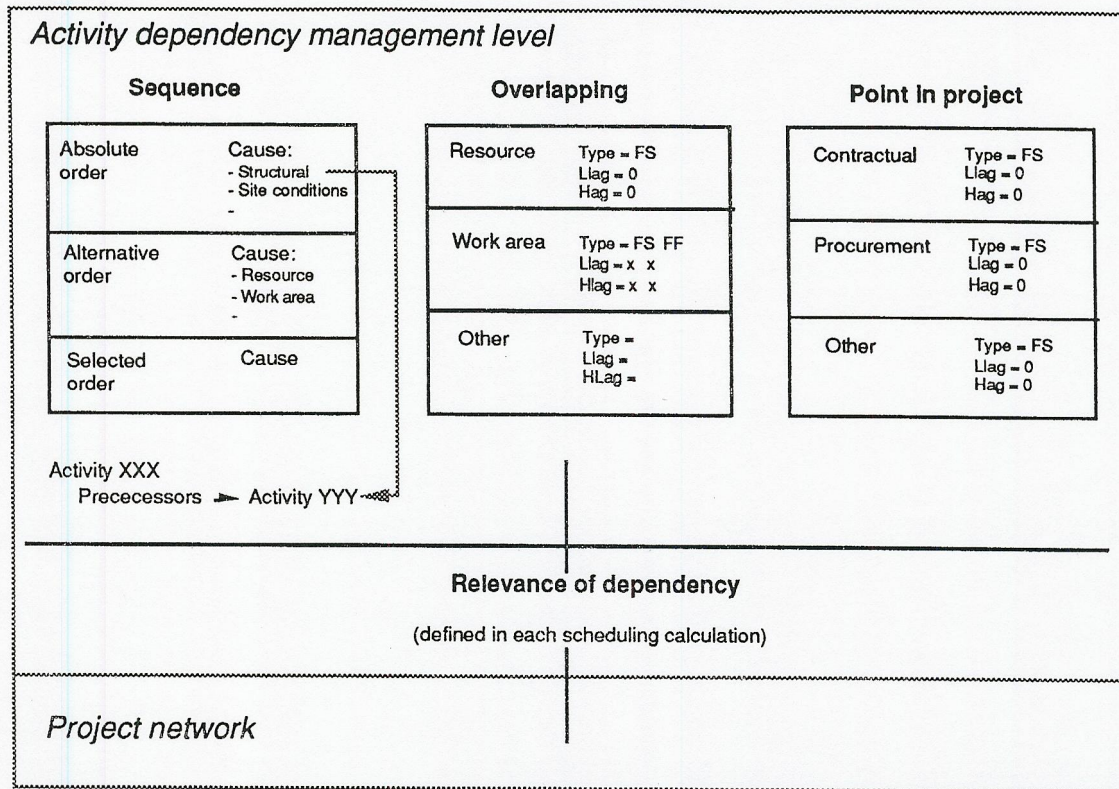 Activity dependency management level
Sequence
Absolute order
Cause:
- Structural
- Site conditions
-
Alternative order
Cause:
- Resource
- Work area
-
Selected order
Cause
Overlapping
Resource
Type = FS
Llag = 0
Hag = 0
Work area
Type = FS FF
Llag = x x
Hlag = x x
Other
Type =
Llag =
HLag =
Point in project
Contractual
Type = FS
Llag = 0
Hag = 0
Procurement
Type = FS
Llag = 0
Hag = 0
Other
Type = FS
Llag = 0
Hag = 0
Activity XXX
Prececessors Activity YYY
Relevance of dependency
(defined in each scheduling calculation)
Project network